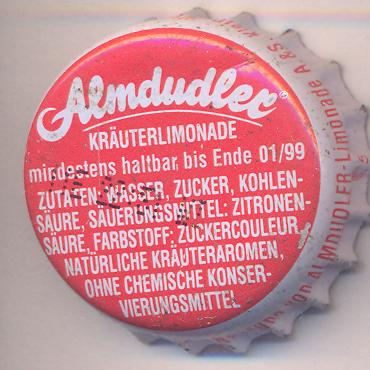 Almdudler
KRÄUTERLIMONADE
mindestens haltbar bis Ende 01/99
ZUTATEN: WASSER, ZUCKER, KOHLEN-
SÄURE, SÄUERUNGSMITTEL: ZITRONEN-
SÄURE, FARBSTOFF: ZUCKERCOULEUR,
NATÜRLICHE KRÄUTERAROMEN,
OHNE CHEMISCHE KONSER-
VIERUNGSMITTEL
von ALMDUDLER-Limonade A & S